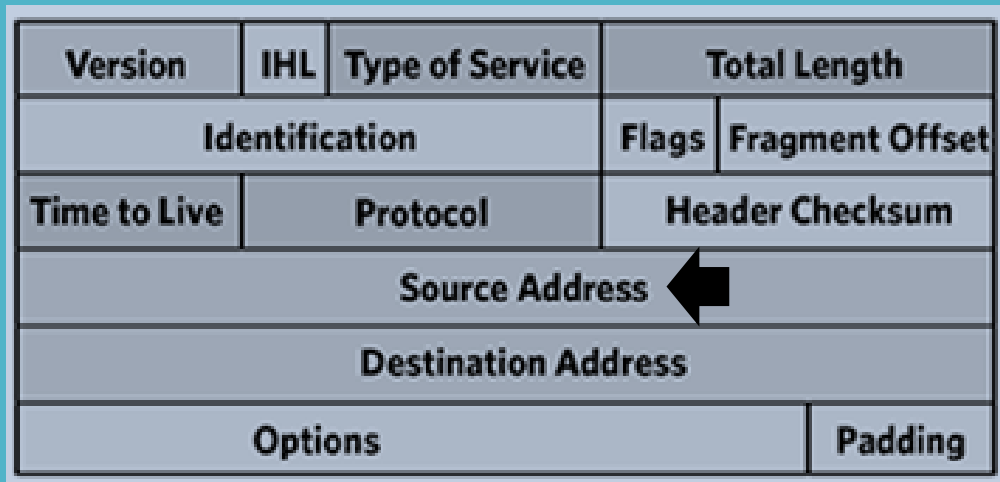 Version IHL Type of Service Total Length
Identification Flags Fragment Offset
Time to Live Protocol Header Checksum
Source Address
Destination Address
Options Padding